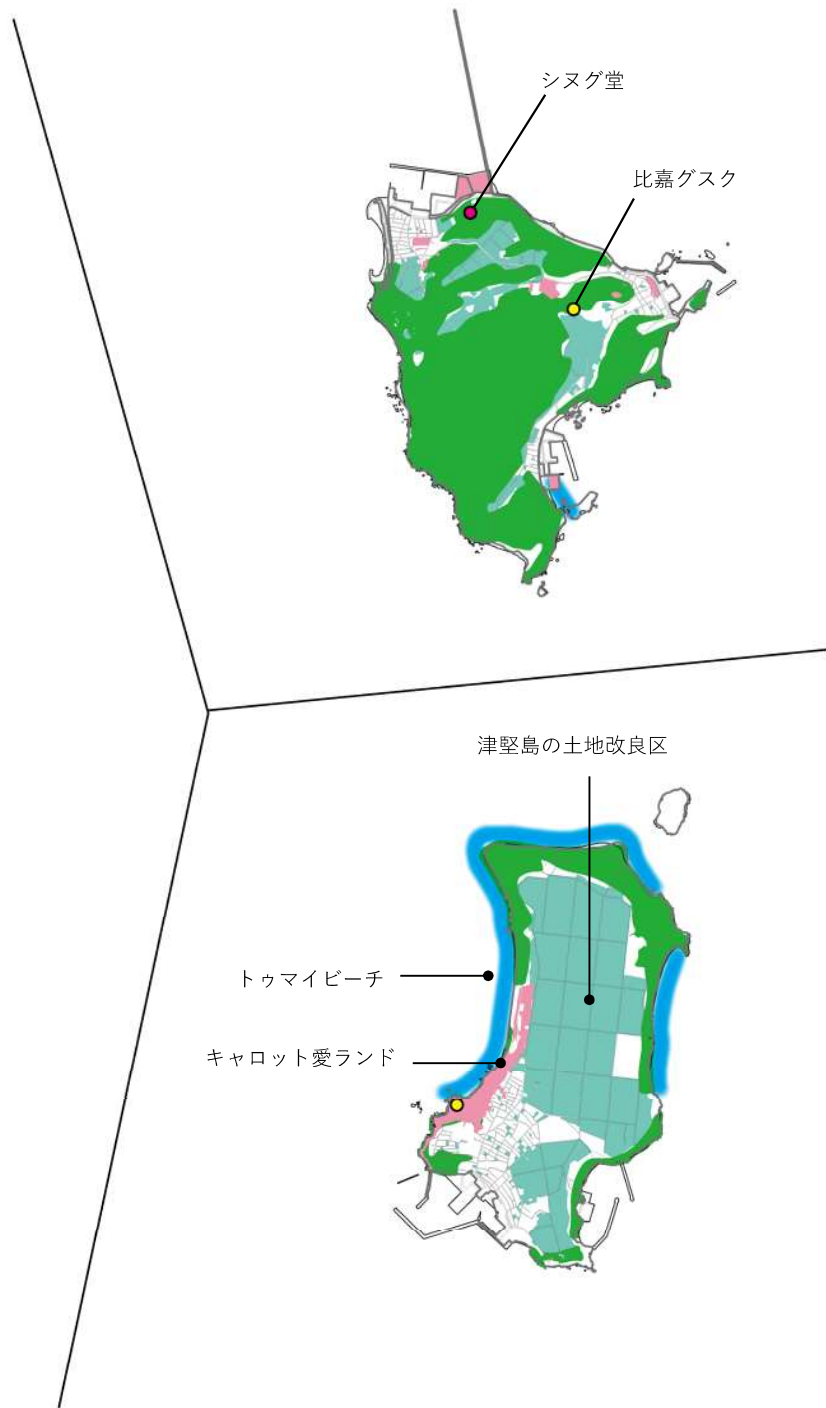 シヌグ堂
比嘉グスク
津堅島の土地改良区
トゥマイビーチ
キャロット愛ランド